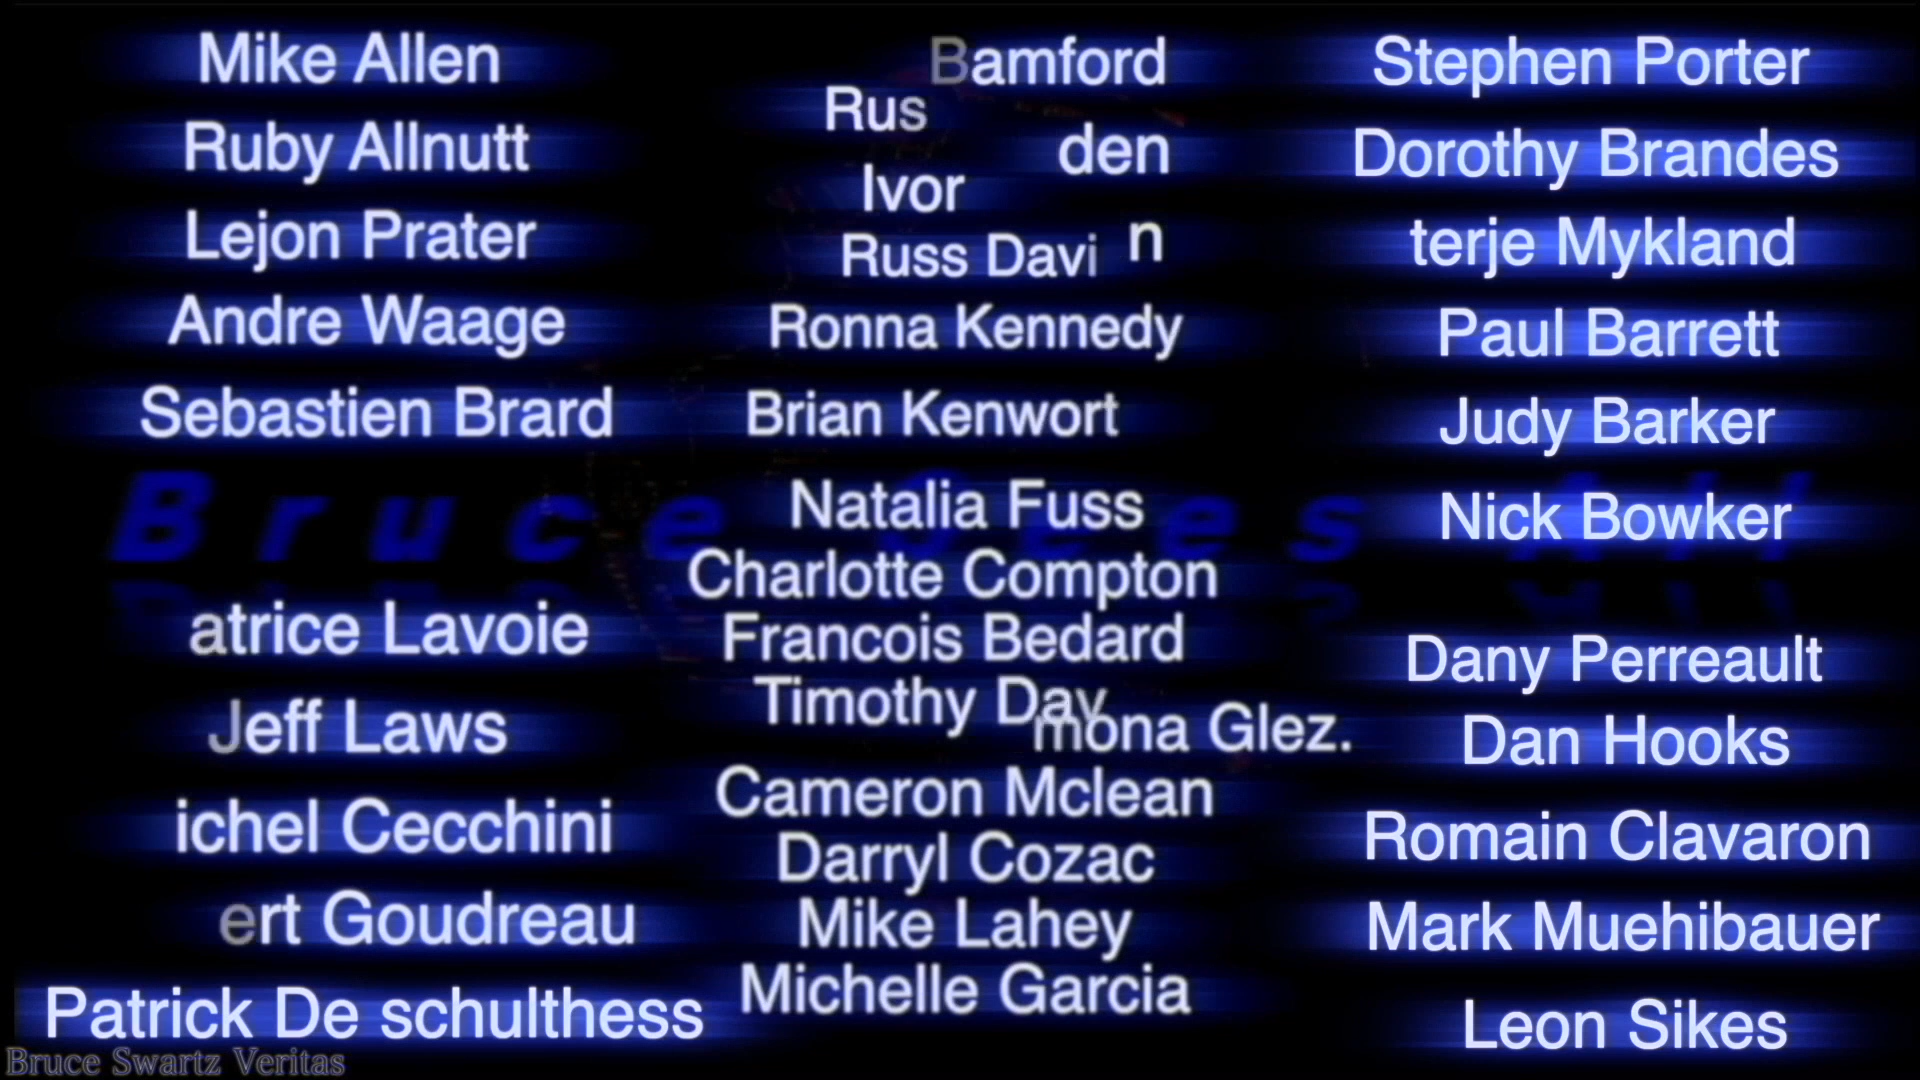 Mike Allen
Ruby Allnutt
Lejon Prater
Andre Waage
Sebastien Brard
atrice Lavoie
Jeff Laws
ichel Cecchini
ert Goudreau
Patrick De schulthess
Bamford
Rus
den
Ivor
n
Russ Davi
Ronna Kennedy
Brian Kenwort
Natalia Fuss
Charlotte Compton
Francois Bedard
Timothy Day
mona Glez.
Cameron Mclean
Darryl Cozac
Mike Lahey
Michelle Garcia
Stephen Porter
Dorothy Brandes
terje Mykland
Paul Barrett
Judy Barker
Nick Bowker
Dany Perreault
Dan Hooks
Romain Clavaron
Mark Muehibauer
Leon Sikes
Bruce Sees All
Bruce Swartz Veritas